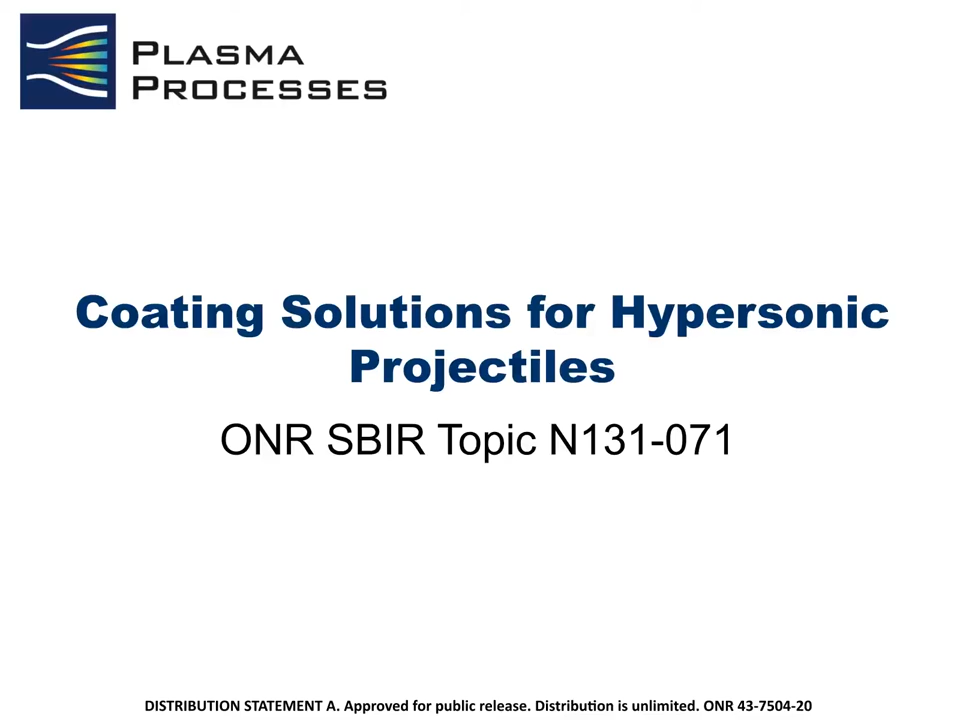 PLASMA
PROCESSES
Coating Solutions for Hypersonic
Projectiles
ONR SBIR Topic N131-071
DISTRIBUTION STATEMENT A. Approved for public release. Distribution is unlimited. ONR 43-7504-20